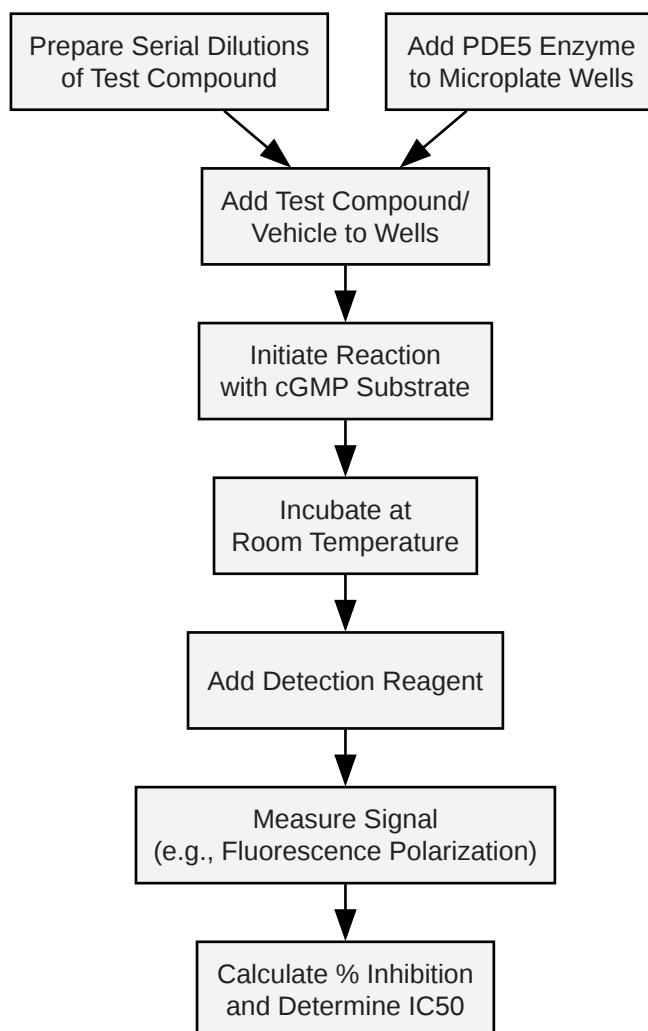 Prepare Serial Dilutions
of Test Compound
Add PDE5 Enzyme
to Microplate Wells
Add Test Compound/
Vehicle to Wells
Initiate Reaction
with cGMP Substrate
Incubate at
Room Temperature
Add Detection Reagent
Measure Signal
(e.g., Fluorescence Polarization)
Calculate % Inhibition
and Determine IC50